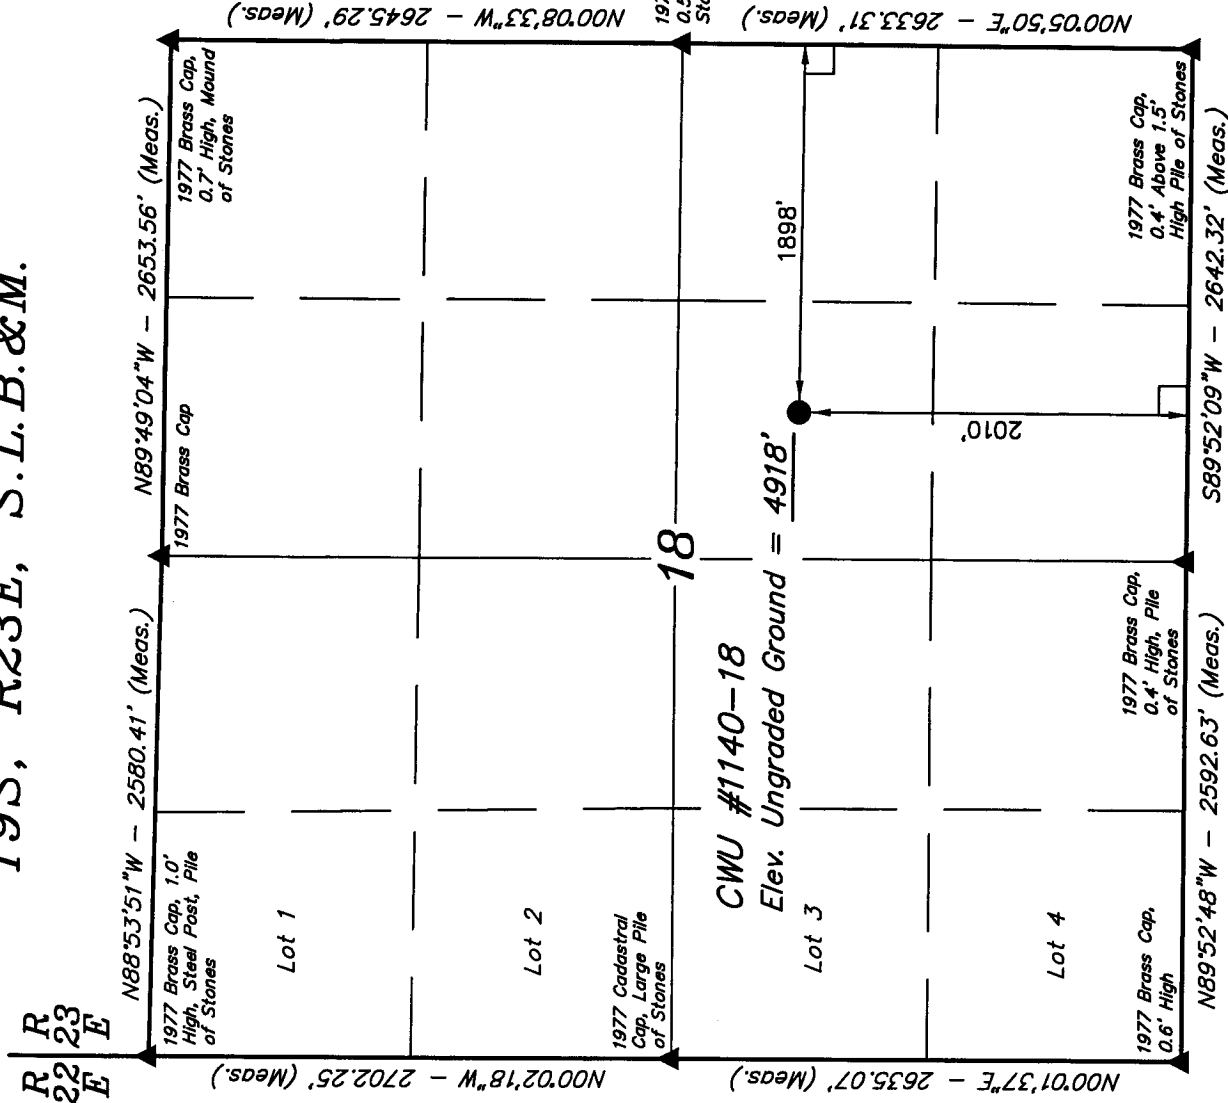 T9S, R23E, S.L.B.&M.
R R
22 23
E E
N88°53'51"W - 2580.41' (Meas.)
N89°49'04"W - 2653.56' (Meas.)
1977 Brass Cap, 1.0'
High, Steel Post, Pile
of Stones
1977 Brass Cap
1977 Brass Cap,
0.7' High, Mound
of Stones
N00°02'18"W - 2702.25' (Meas.)
N00°08'33"W - 2645.29' (Meas.)
Lot 1
Lot 2
1977 Cadastral
Cap, Large Pile
of Stones
18
CWU #1140-18
Elev. Ungraded Ground = 4918'
1898'
2010'
Lot 3
Lot 4
N00°01'37"E - 2635.07' (Meas.)
N00°05'50"E - 2633.31' (Meas.)
1977 Brass Cap,
0.6' High
1977 Brass Cap,
0.4' High, Pile
of Stones
1977 Brass Cap,
0.4' Above 1.5'
High Pile of Stones
N89°52'48"W - 2592.63' (Meas.)
S89°52'09"W - 2642.32' (Meas.)